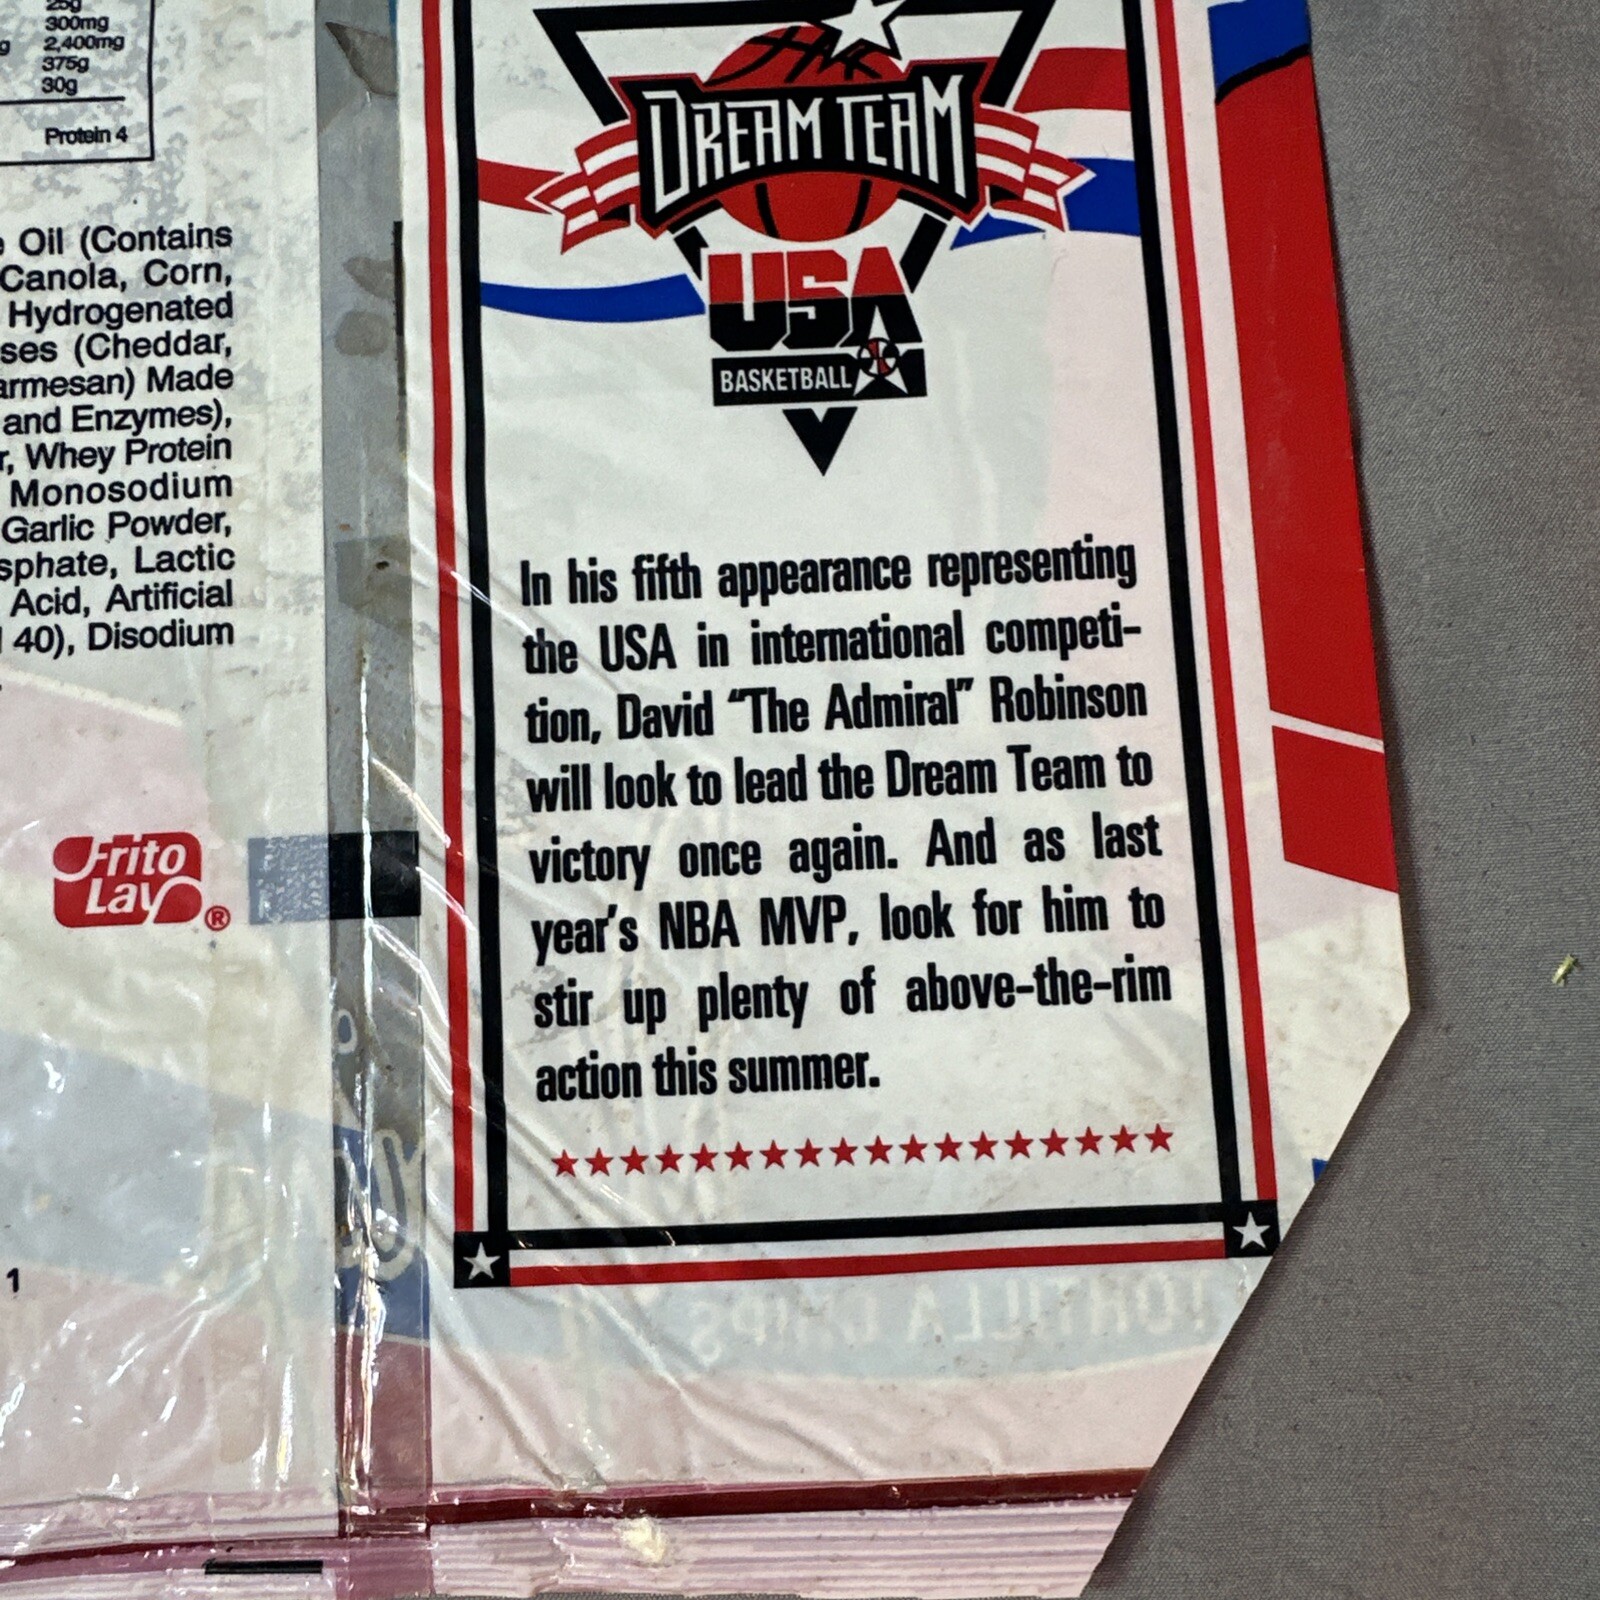 25g
300mg
2,400mg
375g
30g
Protein 4
Oil (Contains
Canola, Corn,
Hydrogenated
ses (Cheddar,
armesan) Made
and Enzymes),
r, Whey Protein
Monosodium
Garlic Powder,
sphate, Lactic
Acid, Artificial
40), Disodium
Frito
Lay®
1
DREAM TEAM
USA
BASKETBALL
In his fifth appearance representing
the USA in international competi-
tion, David "The Admiral" Robinson
will look to lead the Dream Team to
victory once again. And as last
year's NBA MVP, look for him to
stir up plenty of above-the-rim
action this summer.
TORTILLA CHIPS